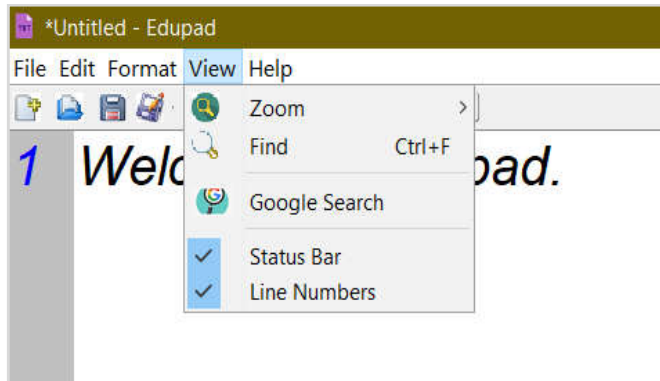 *Untitled - Edupad
File Edit Format View Help
Zoom >
Find Ctrl+F
Google Search
Status Bar
Line Numbers
1 Welc pad.